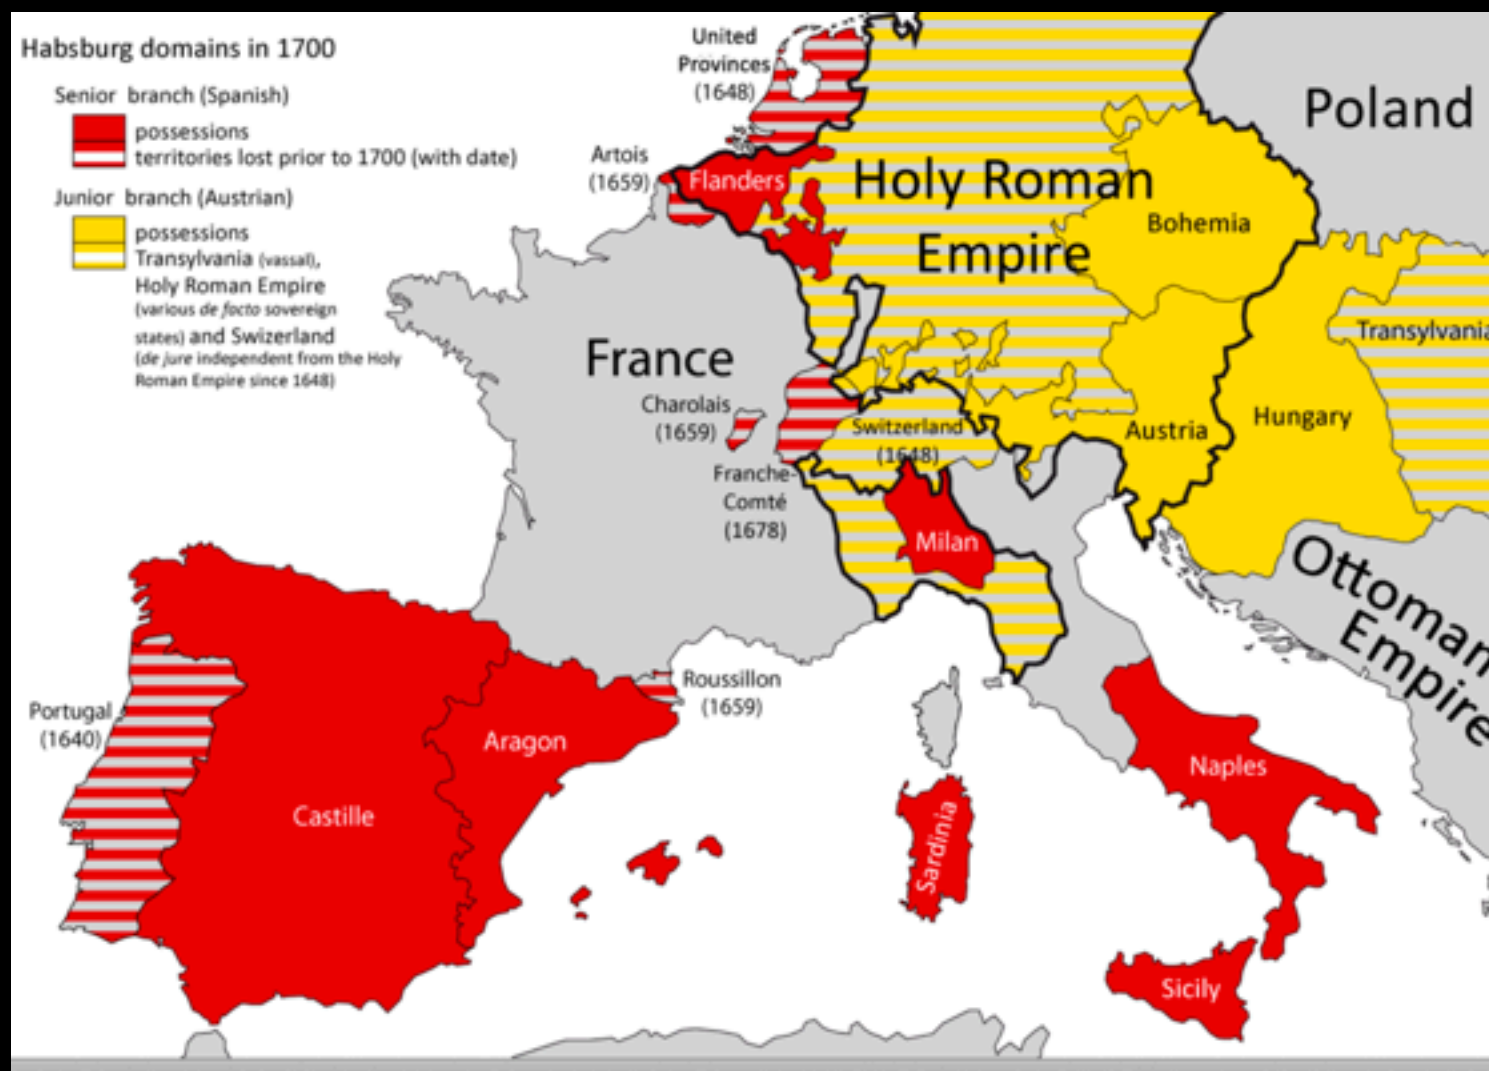 Habsburg domains in 1700
Senior branch (Spanish)
possessions
territories lost prior to 1700 (with date)
Junior branch (Austrian)
possessions
Transylvania (vassal),
Holy Roman Empire
(various de facto sovereign
states) and Swizerland
(de jure independent from the Holy
Roman Empire since 1648)
United
Provinces
(1648)
Artois
(1659)
Flanders
Holy Roman
Empire
Poland
Bohemia
Transylvania
France
Charolais
(1659)
Switzerland
(1648)
Austria
Hungary
Franche-
Comté
(1678)
Milan
Ottoman
Empire
Roussillon
(1659)
Portugal
(1640)
Aragon
Castille
Sardinia
Naples
Sicily